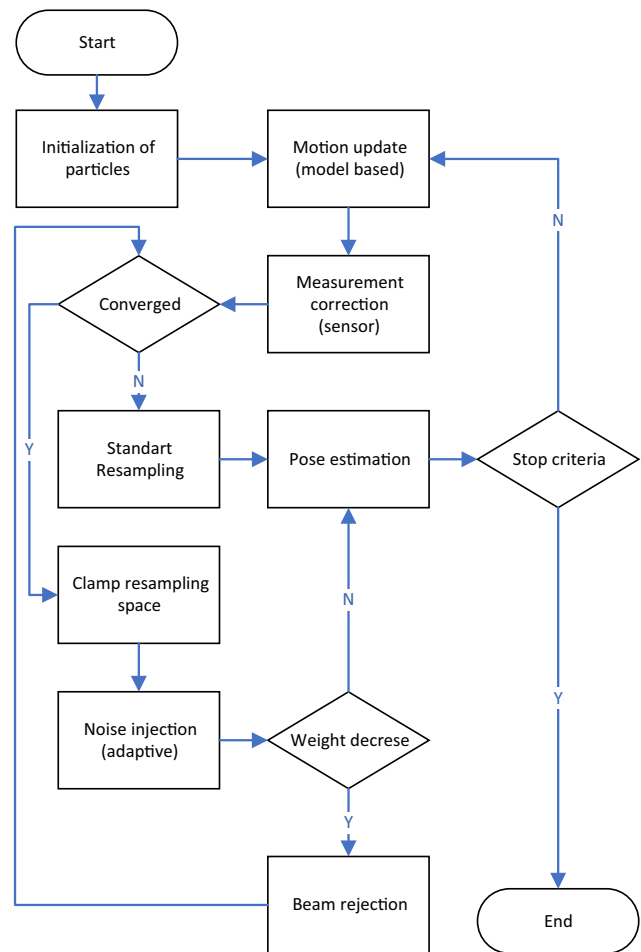 Start
Initialization of
particles
Motion update
(model based)
N
Converged
Measurement
correction
(sensor)
N
Y
Standart
Resampling
Pose estimation
Stop criteria
Clamp resampling
space
N
Noise injection
(adaptive)
Weight decrese
Y
Y
Beam rejection
End